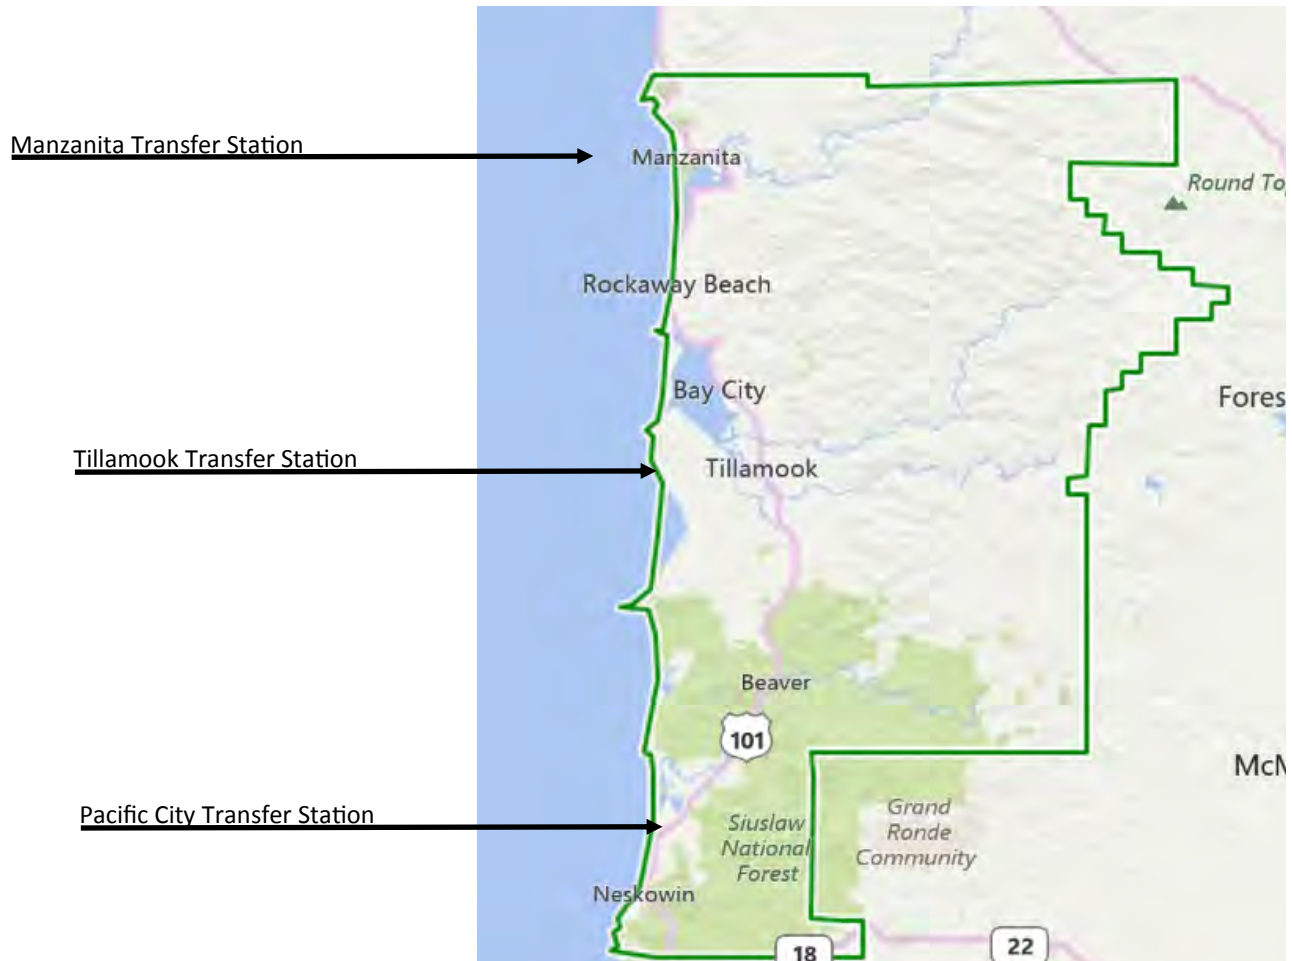 Manzanita Transfer Station
Manzanita
Round To
Rockaway Beach
Bay City
Fores
Tillamook Transfer Station
Tillamook
Beaver
101
McM
Pacific City Transfer Station
Siuslaw
National
Forest
Grand
Ronde
Community
Neskowin
18
22